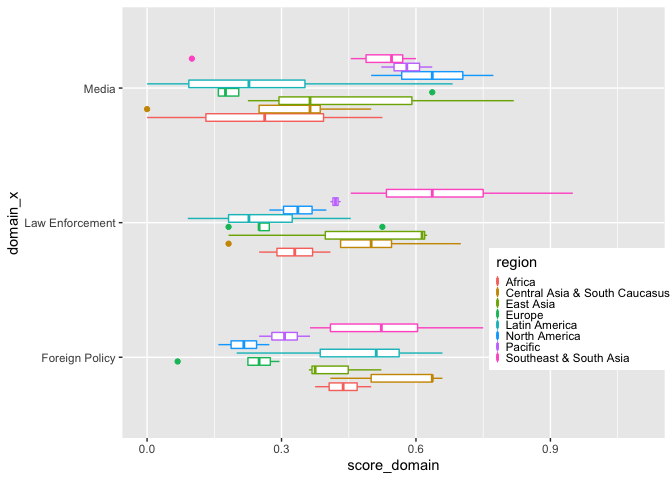 Media
Law Enforcement
Foreign Policy
domain_x
0.0
0.3
0.6
0.9
score_domain
region
Africa
Central Asia & South Caucasus
East Asia
Europe
Latin America
North America
Pacific
Southeast & South Asia